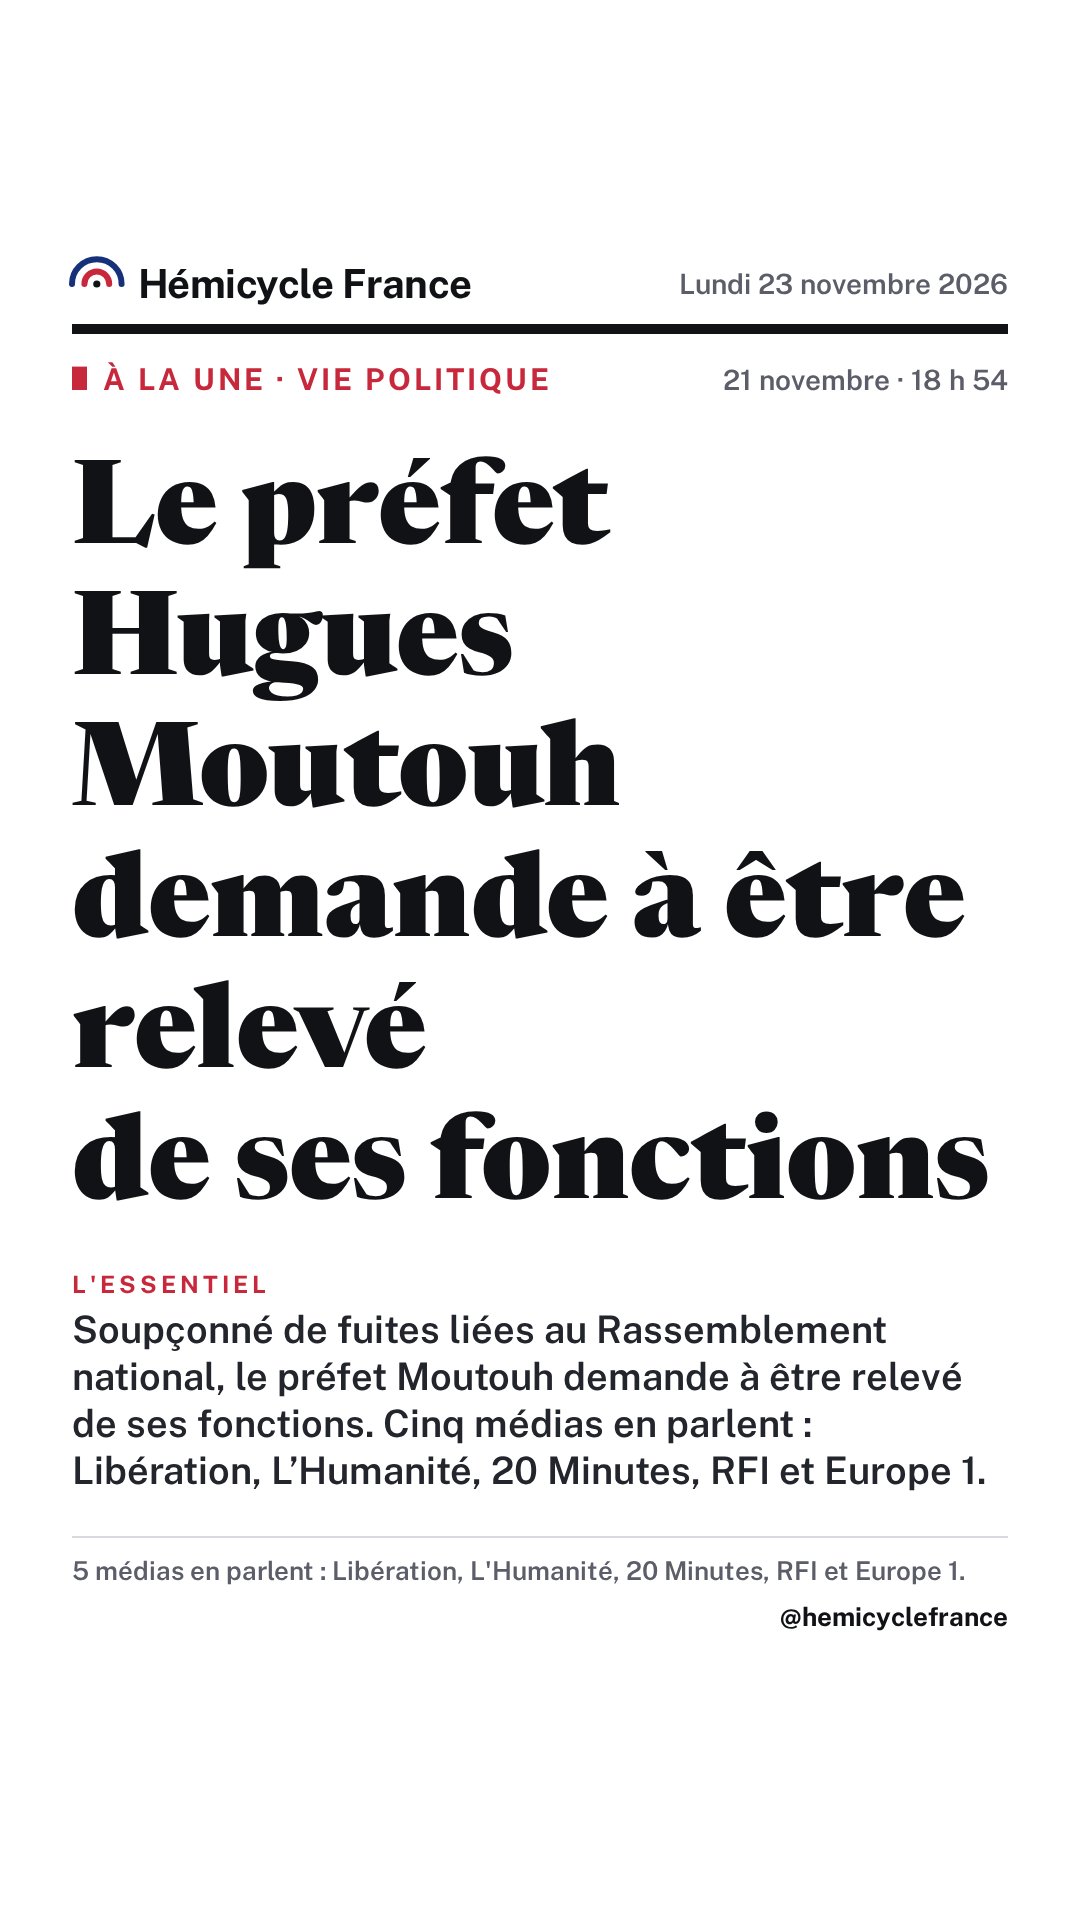 Hémicycle France
Lundi 23 novembre 2026
À LA UNE · VIE POLITIQUE
21 novembre · 18 h 54
Le préfet
Hugues
Moutouh
demande à être
relevé
de ses fonctions
L'ESSENTIEL
Soupçonné de fuites liées au Rassemblement
national, le préfet Moutouh demande à être relevé
de ses fonctions. Cinq médias en parlent :
Libération, L’Humanité, 20 Minutes, RFI et Europe 1.
5 médias en parlent : Libération, L'Humanité, 20 Minutes, RFI et Europe 1.
@hemicyclefrance